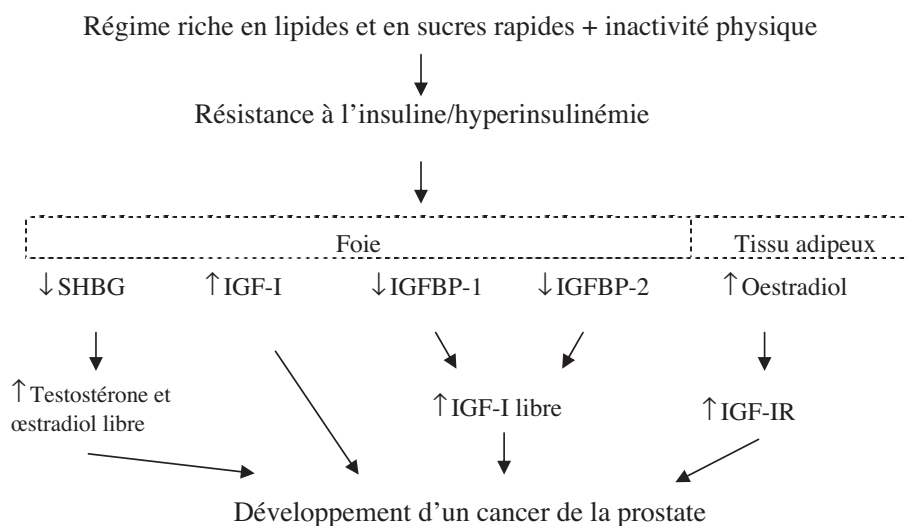 Régime riche en lipides et en sucres rapides + inactivité physique
Résistance à l’insuline/hyperinsulinémie
Foie Tissu adipeux
↓SHBG ↑IGF-I ↓IGFBP-1 ↓IGFBP-2 ↑Oestradiol
↑Testostérone et
œstradiol libre
↑IGF-I libre
↑IGF-IR
Développement d’un cancer de la prostate